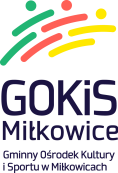 GOKiS
Miłkowice
Gminny Ośrodek Kultury
i Sportu w Miłkowicach